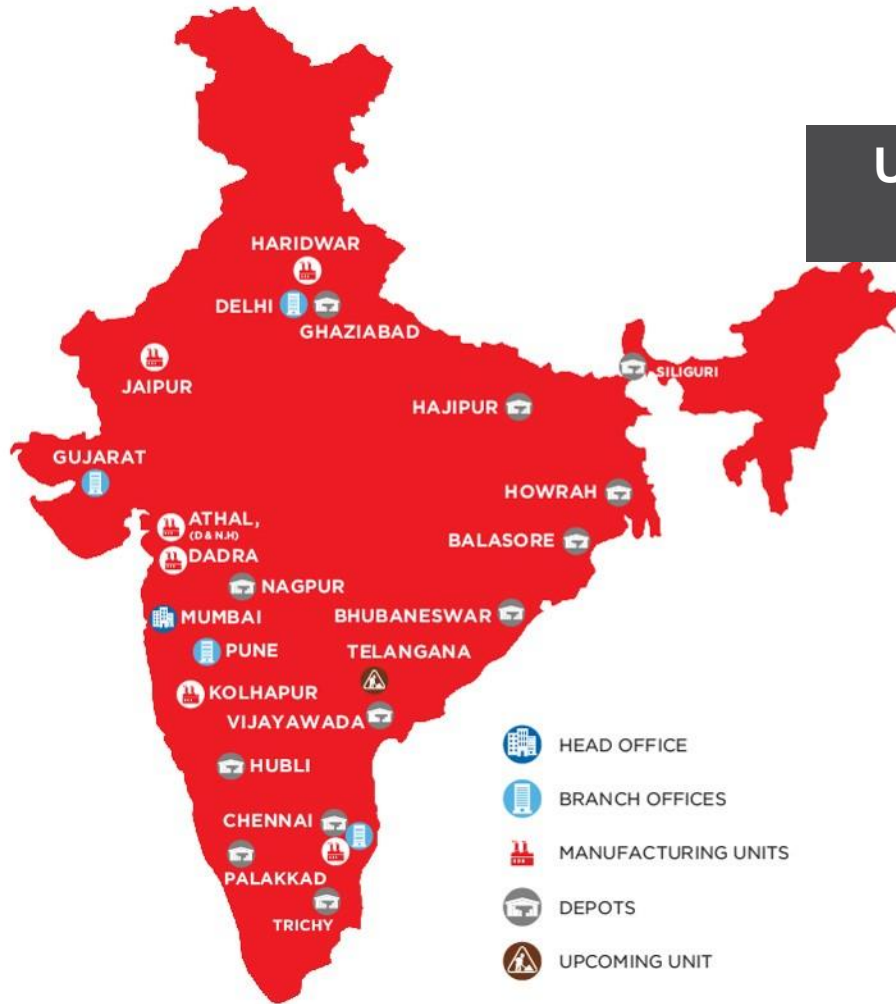 U
HARIDWAR
DELHI
GHAZIABAD
JAIPUR
SILIGURI
HAJIPUR
GUJARAT
HOWRAH
ATHAL,
(D & N.H)
BALASORE
DADRA
NAGPUR
MUMBAI
BHUBANESWAR
PUNE
TELANGANA
KOLHAPUR
VIJAYAWADA
HUBLI
CHENNAI
PALAKKAD
TRICHY
HEAD OFFICE
BRANCH OFFICES
MANUFACTURING UNITS
DEPOTS
UPCOMING UNIT